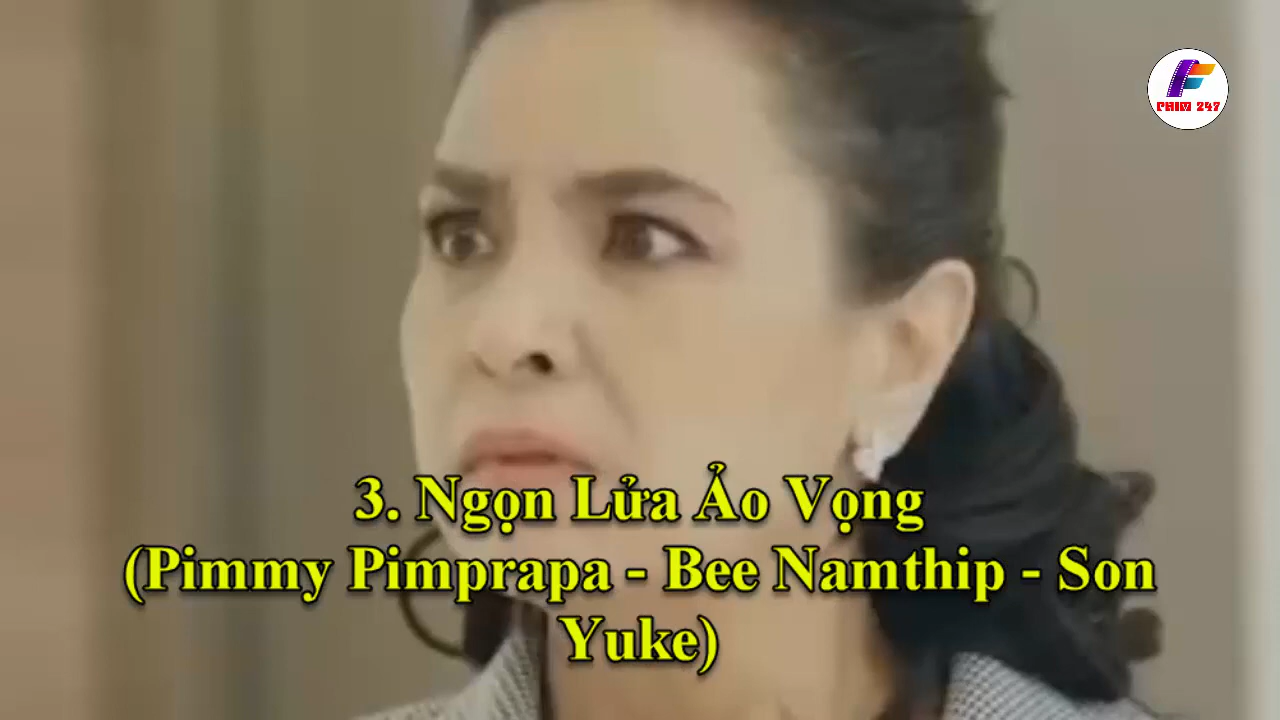 PHIM 247
3. Ngọn Lửa Ảo Vọng
(Pimmy Pimprapa - Bee Namthip - Son
Yuke)